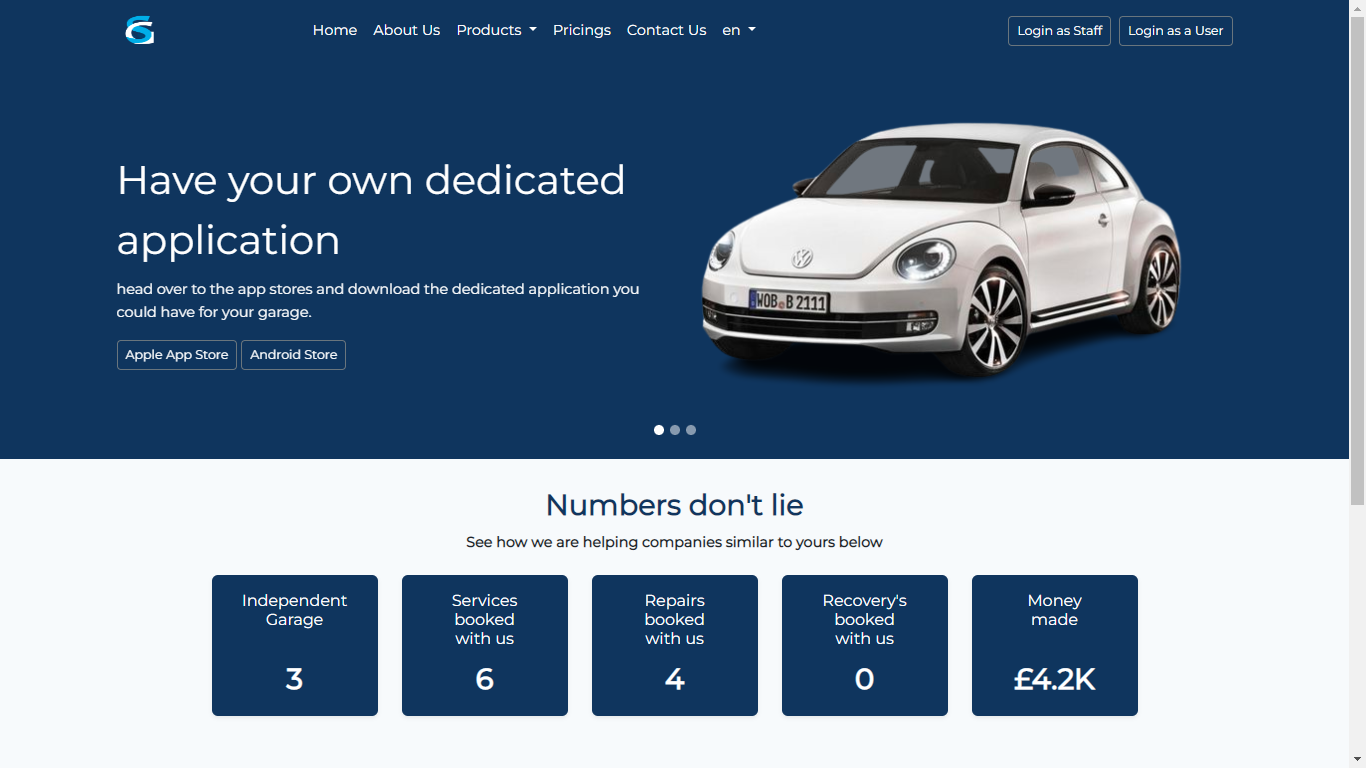 Home About Us Products Pricings Contact Us en Login as Staff Login as a User
Have your own dedicated
application
head over to the app stores and download the dedicated application you
could have for your garage.
Apple App Store Android Store
WOB B 2111
Numbers don't lie
See how we are helping companies similar to yours below
Independent
Garage
3
Services
booked
with us
6
Repairs
booked
with us
4
Recovery's
booked
with us
0
Money
made
£4.2K